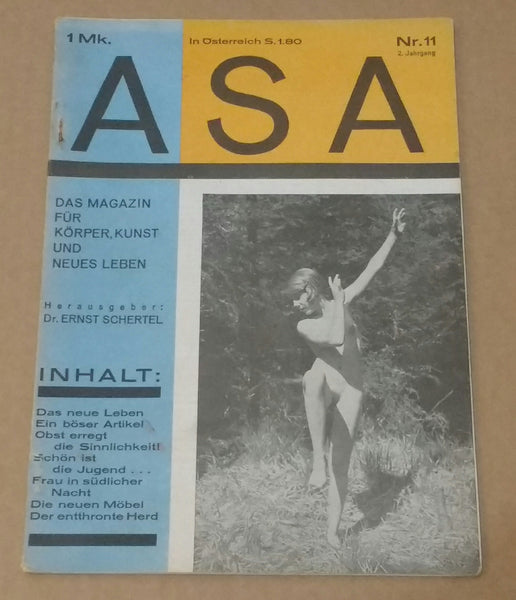 1 Mk.
In Österreich S. 1.80
Nr. 11
2. Jahrgang
ASA
DAS MAGAZIN
FÜR
KÖRPER, KUNST
UND
NEUES LEBEN
Herausgeber:
Dr. ERNST SCHERTEL
INHALT:
Das neue Leben
Ein böser Artikel
Obst erregt
die Sinnlichkeit!
Schön ist
die Jugend . . .
Frau in südlicher
Nacht
Die neuen Möbel
Der entthronte Herd